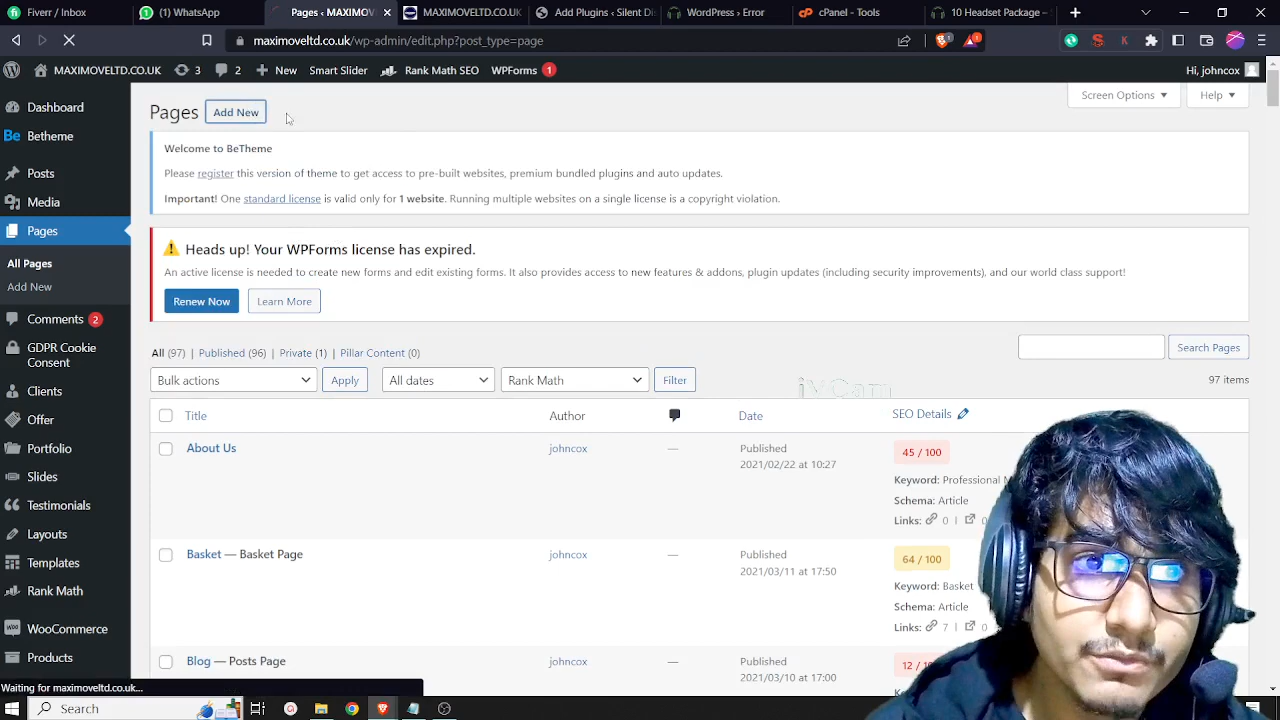 Fiverr / Inbox
(1) WhatsApp
Pages ‹ MAXIMOV
MAXIMOVELTD.CO.UK
Add Plugins ‹ Silent Dis
WordPress › Error
cPanel - Tools
10 Headset Package –
maximoveltd.co.uk/wp-admin/edit.php?post_type=page
MAXIMOVELTD.CO.UK
3
2
New
Smart Slider
Rank Math SEO
WPForms 1
Hi, johncox
Dashboard
Betheme
Posts
Media
Pages
All Pages
Add New
Comments 2
GDPR Cookie
Consent
Clients
Offer
Portfolio
Slides
Testimonials
Layouts
Templates
Rank Math
WooCommerce
Products
Pages
Add New
Screen Options
Help
Welcome to BeTheme
Please register this version of theme to get access to pre-built websites, premium bundled plugins and auto updates.
Important! One standard license is valid only for 1 website. Running multiple websites on a single license is a copyright violation.
Heads up! Your WPForms license has expired.
An active license is needed to create new forms and edit existing forms. It also provides access to new features & addons, plugin updates (including security improvements), and our world class support!
Renew Now
Learn More
All (97) | Published (96) | Private (1) | Pillar Content (0)
Search Pages
Bulk actions
Apply
All dates
Rank Math
Filter
97 items
iVCam
Title
Author
Date
SEO Details
About Us
johncox
—
Published
2021/02/22 at 10:27
45 / 100
Keyword: Professional
Schema: Article
Links: 0 | 0
Basket — Basket Page
johncox
—
Published
2021/03/11 at 17:50
64 / 100
Keyword: Basket
Schema: Article
Links: 7 | 0
Blog — Posts Page
johncox
—
Published
2021/03/10 at 17:00
12 /
Waiting for maximoveltd.co.uk...
Search